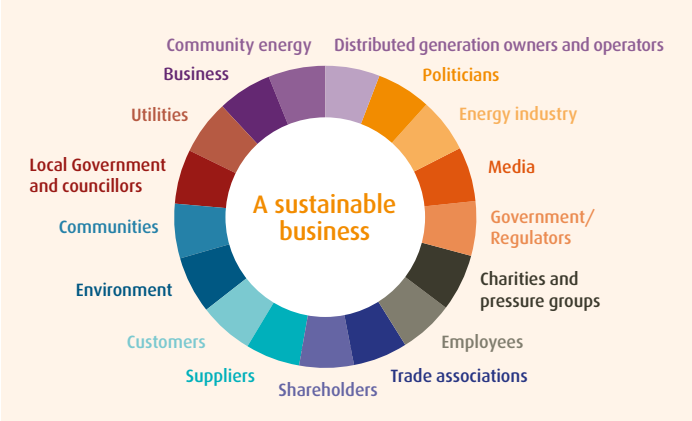 Community energy
Distributed generation owners and operators
Business
Politicians
Utilities
Energy industry
Local Government
and councillors
Media
A sustainable
business
Communities
Government/
Regulators
Environment
Charities and
pressure groups
Customers
Employees
Suppliers
Trade associations
Shareholders